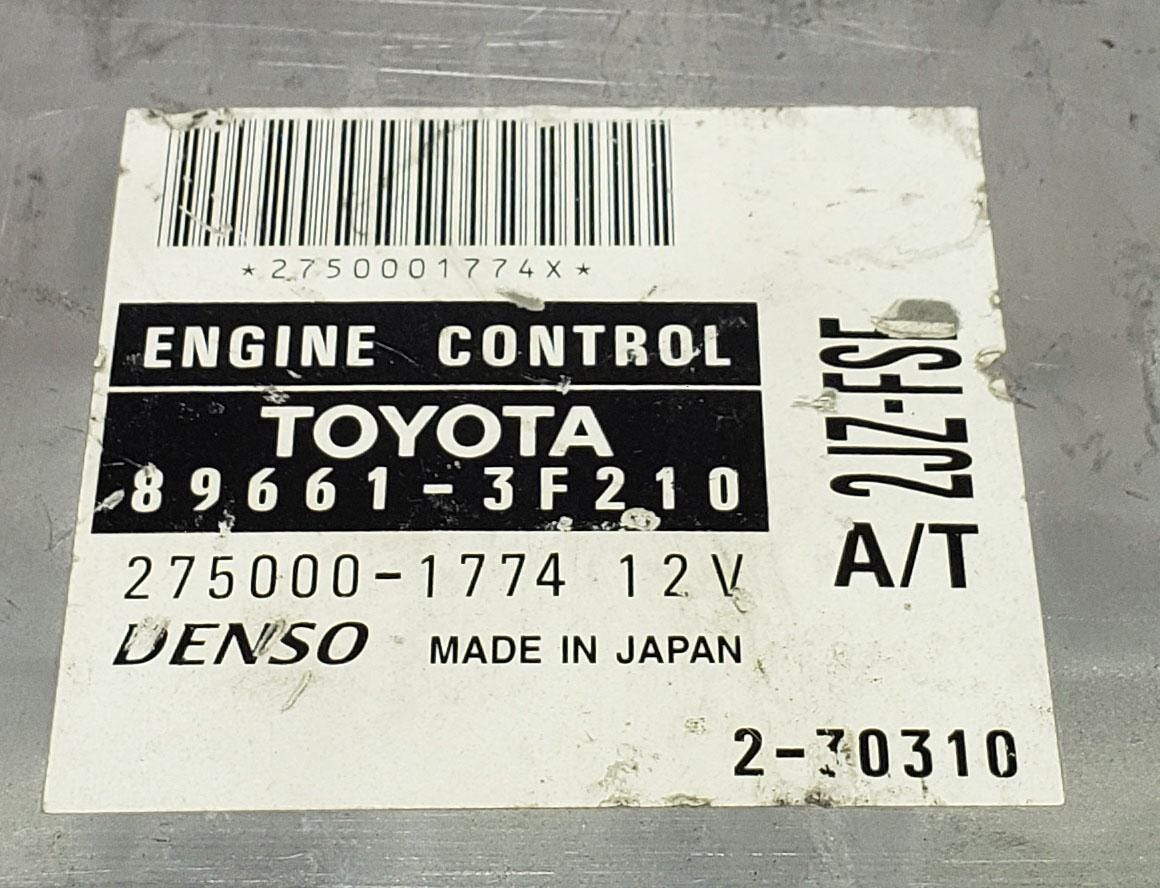 *2750001774X*
ENGINE CONTROL
TOYOTA
89661-3F210
275000-1774 12V
DENSO MADE IN JAPAN
2JZ-FSE
A/T
2-30310